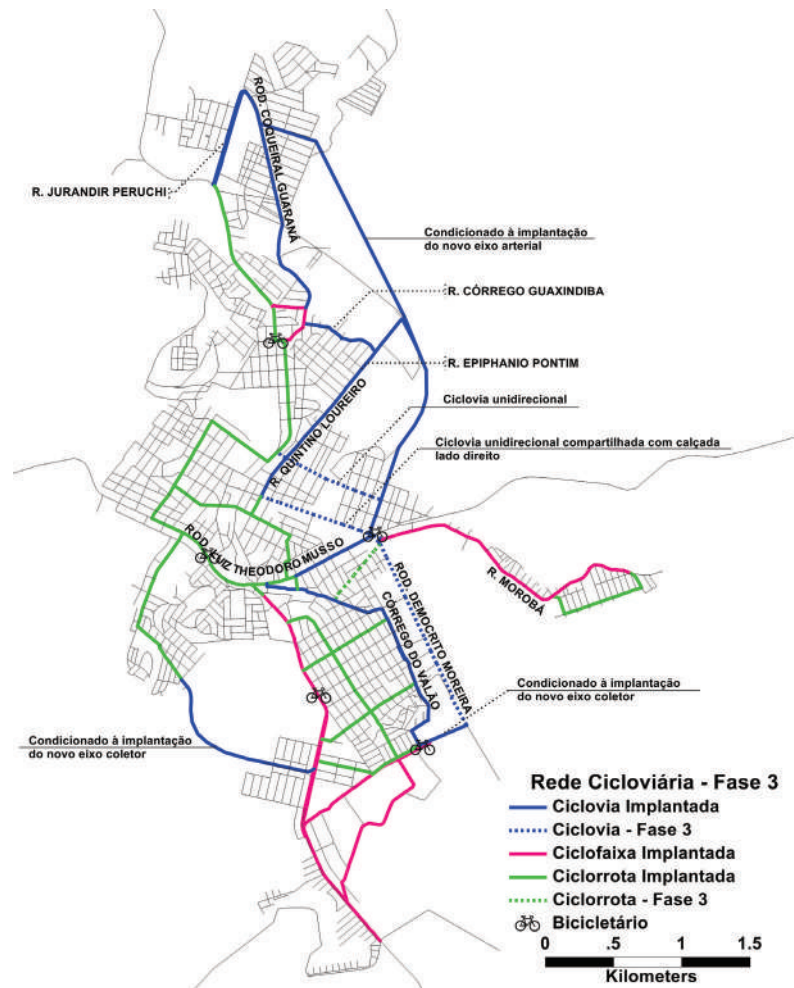 ROD. COQUEIRAL GUARANÁ
R. JURANDIR PERUCHI
Condicionado à implantação
do novo eixo arterial
R. CÓRREGO GUAXINDIBA
R. EPIPHANIO PONTIM
Ciclovia unidirecional
R. QUINTINO LOUREIRO
Ciclovia unidirecional compartilhada com calçada
lado direito
ROD. LUIZ THEODORO MUSSO
R. MOROBÁ
ROD. DEMOCRITO MOREIRA
CÓRREGO DO VALÃO
Condicionado à implantação
do novo eixo coletor
Condicionado à implantação
do novo eixo coletor
Rede Cicloviária - Fase 3
Ciclovia Implantada
Ciclovia - Fase 3
Ciclofaixa Implantada
Ciclorrota Implantada
Ciclorrota - Fase 3
Bicicletário
0 .5 1 1.5
Kilometers